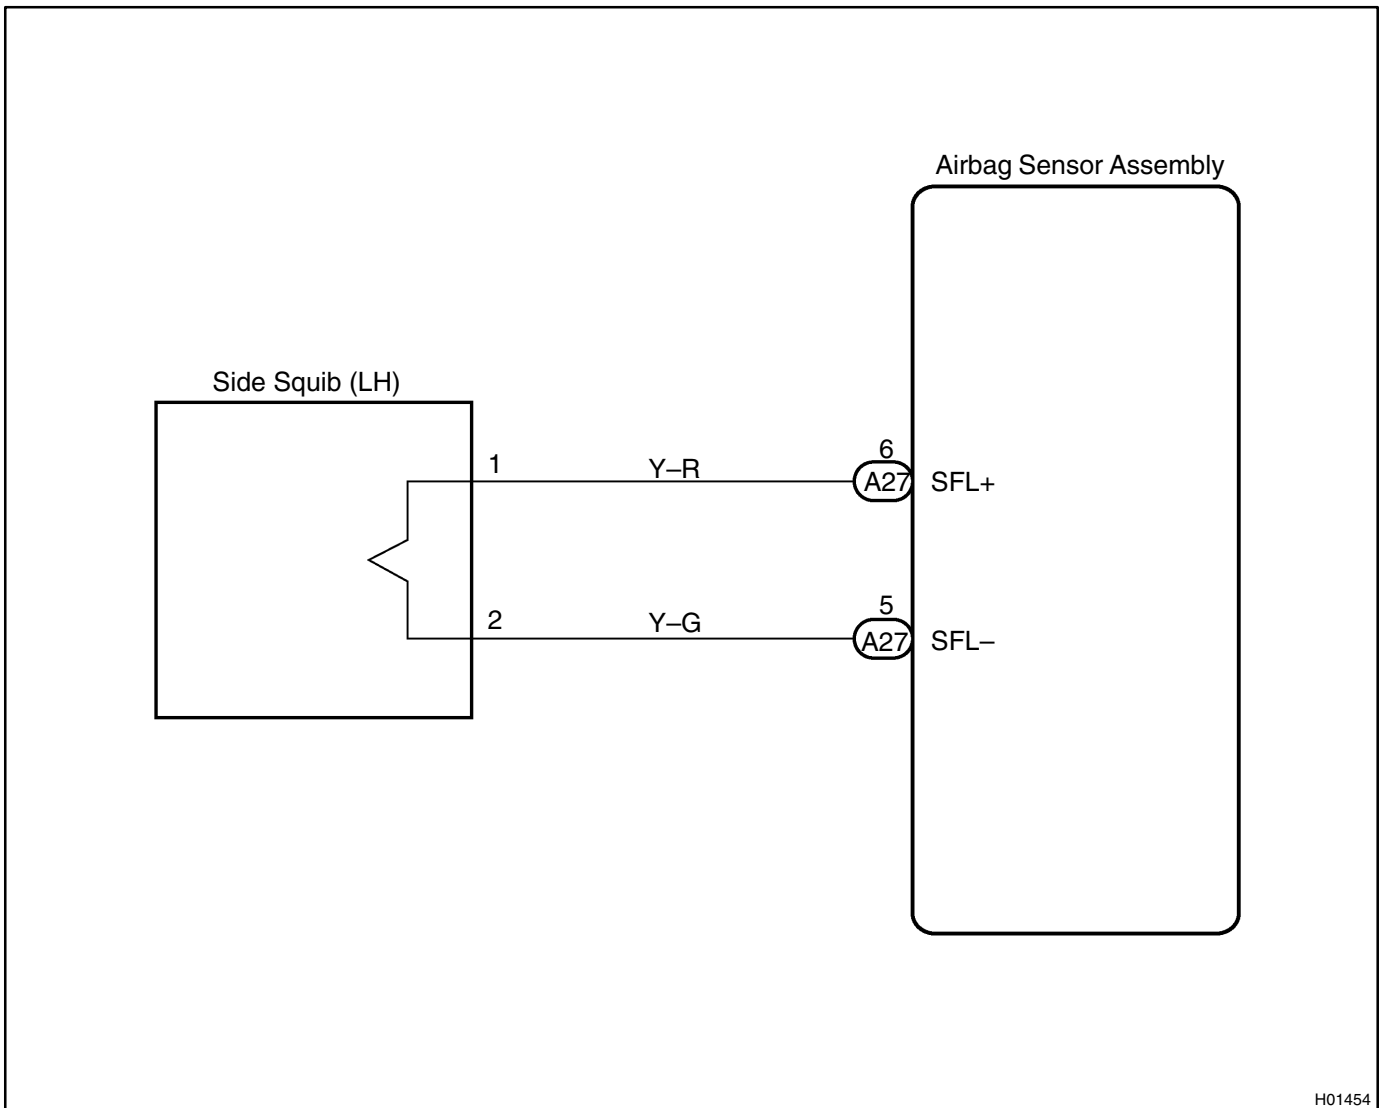 Airbag Sensor Assembly
Side Squib (LH)
1 Y–R 6 A27 SFL+
2 Y–G 5 A27 SFL–
H01454